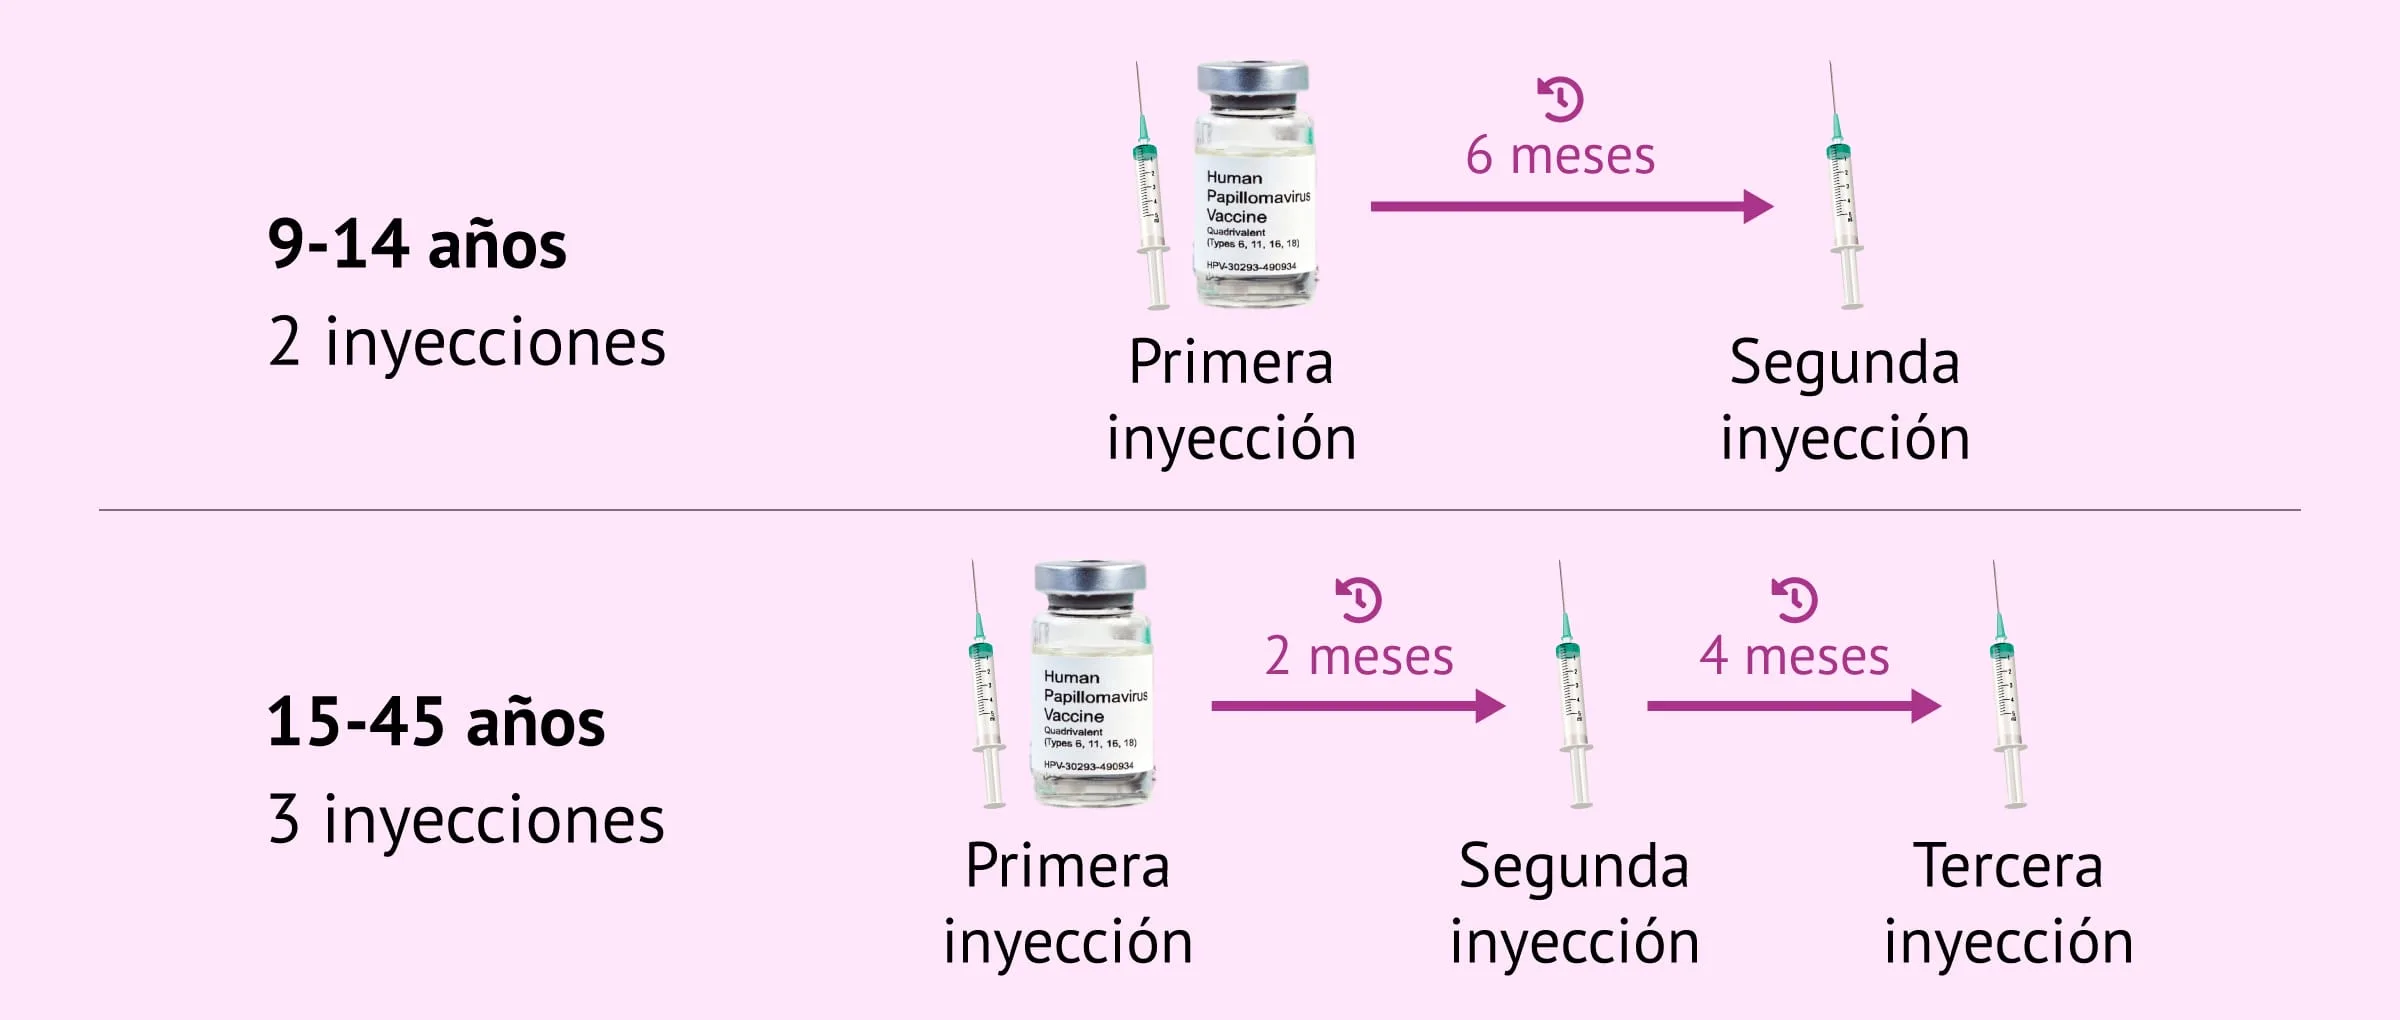 9-14 años
2 inyecciones
Human
Papillomavirus
Vaccine
Quadrivalent
(Types 6, 11, 16, 18)
HPV-30293-490934
6 meses
Primera
inyección
Segunda
inyección
15-45 años
3 inyecciones
Human
Papillomavirus
Vaccine
Quadrivalent
(Types 6, 11, 16, 18)
HPV-30293-490934
2 meses
4 meses
Primera
inyección
Segunda
inyección
Tercera
inyección